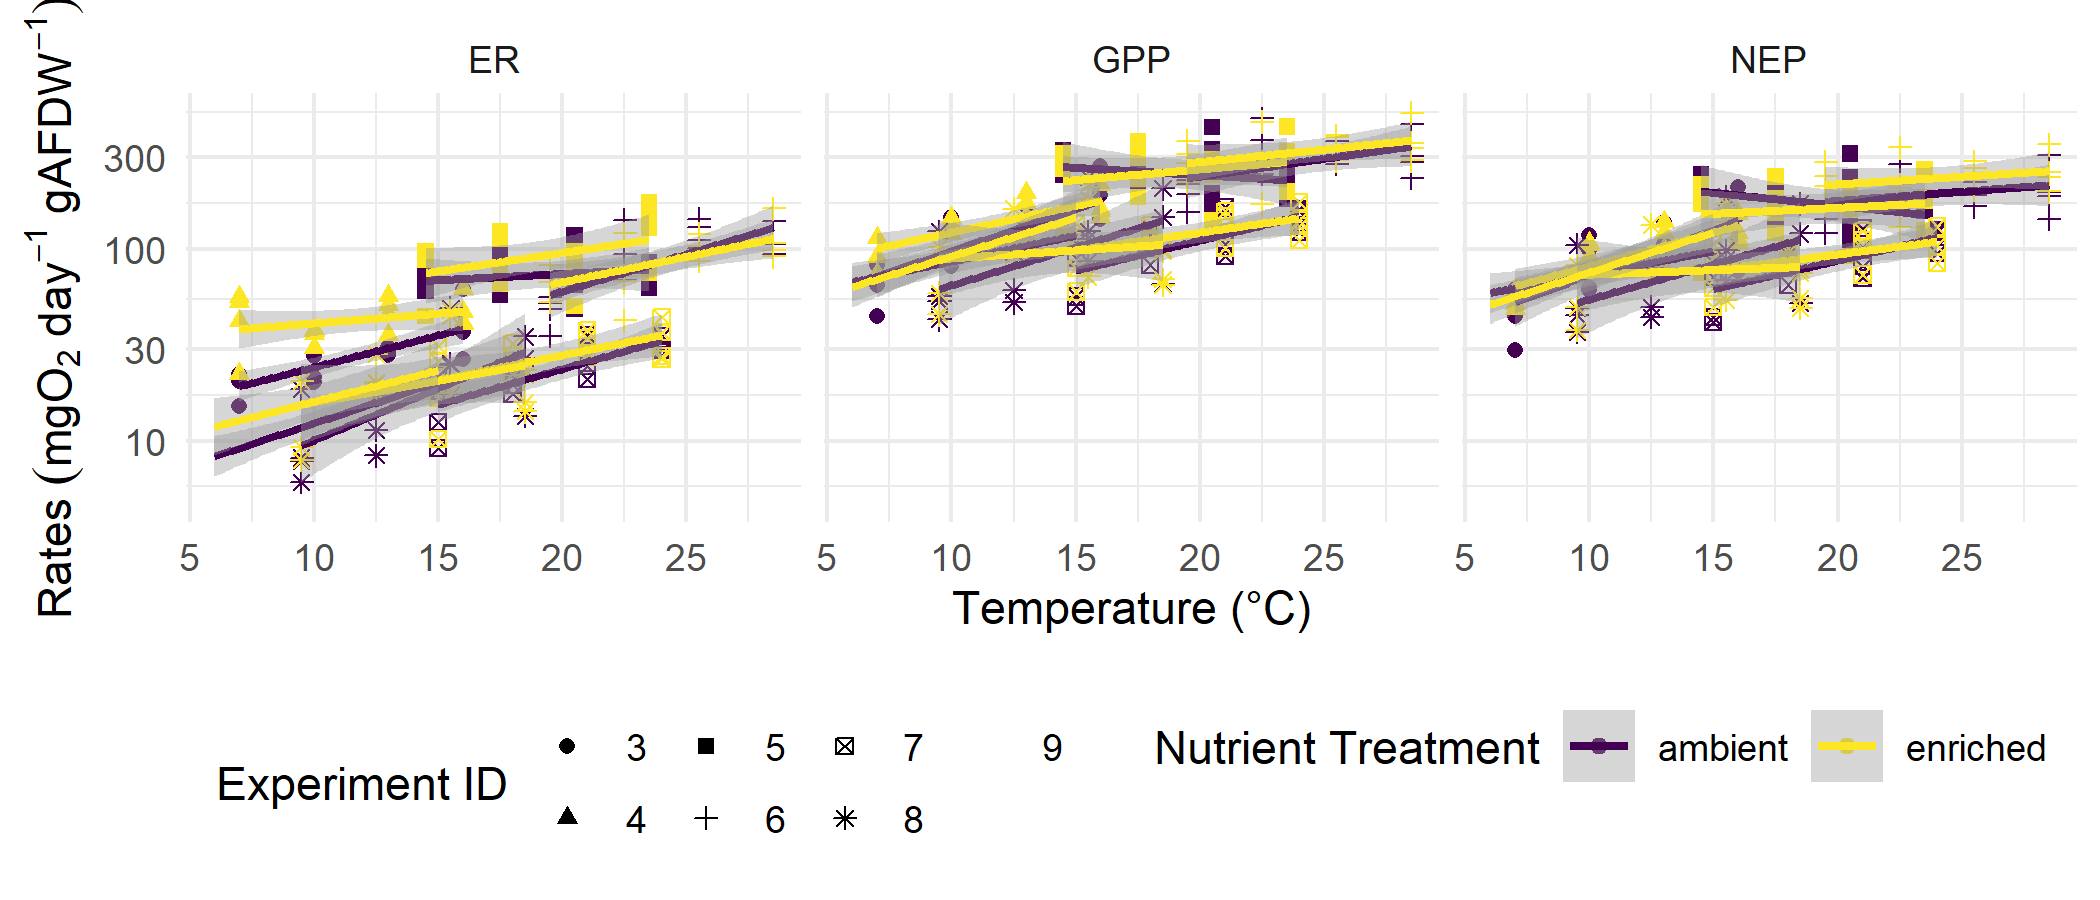 ER GPP NEP
Rates (mgO₂ day⁻¹ gAFDW⁻¹)
300
100
30
10
5 10 15 20 25 5 10 15 20 25 5 10 15 20 25
Temperature (°C)
Experiment ID
3 5 7 9
4 6 8
Nutrient Treatment ambient enriched